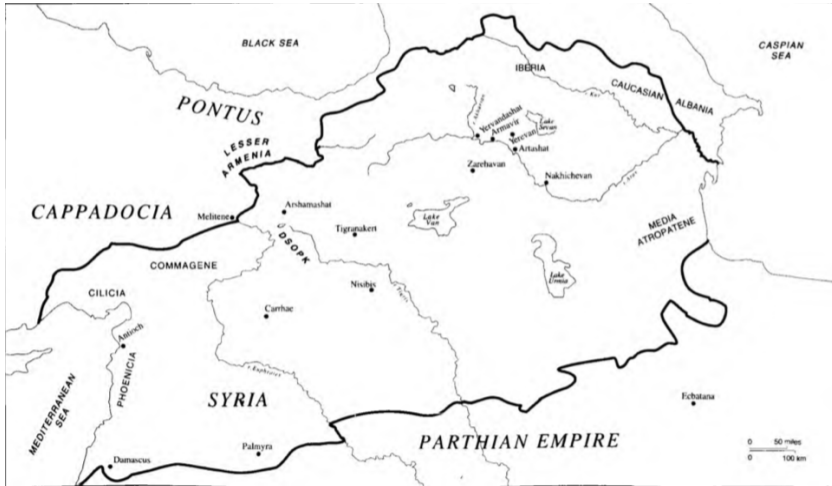 BLACK SEA
CASPIAN
SEA
IBERIA
CAUCASIAN
ALBANIA
PONTUS
r. Kur
Yervandashat
Armavir
Lake
Sevan
Yerevan
Artashat
LESSER
ARMENIA
Zarehavan
Nakhichevan
CAPPADOCIA
Melitene
Arshamashat
Lake
Van
Tigranakert
DSOPK
MEDIA
ATROPATENE
COMMAGENE
Lake
Urmia
CILICIA
Nisibis
r. Tigris
Carrhae
Antioch
r. Euphrates
PHOENICIA
MEDITERRANEAN
SEA
SYRIA
Ecbatana
PARTHIAN EMPIRE
Palmyra
Damascus
0 50 miles
0 100 km